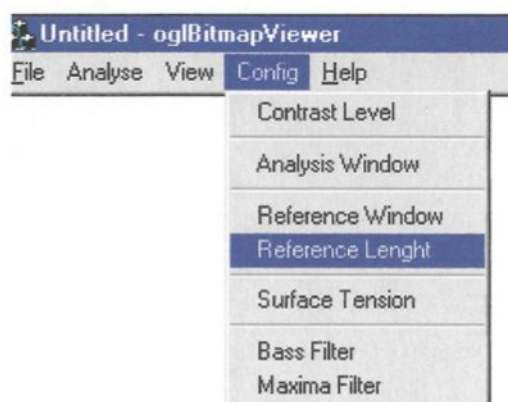 Untitled - oglBitmapViewer
File Analyse View Config Help
Contrast Level
Analysis Window
Reference Window
Reference Lenght
Surface Tension
Bass Filter
Maxima Filter